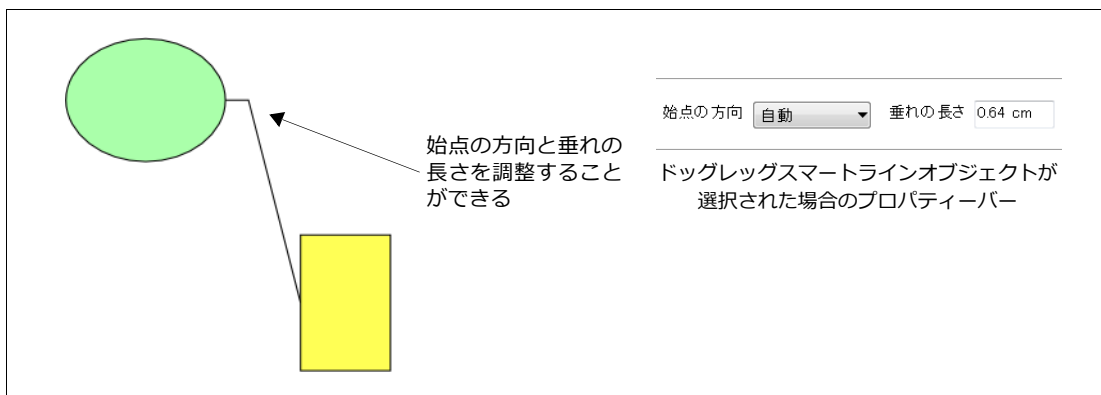 始点の方向と垂れの
長さを調整すること
ができる
始点の方向 自動 垂れの長さ 0.64 cm
ドッグレッグスマートラインオブジェクトが
選択された場合のプロパティーバー